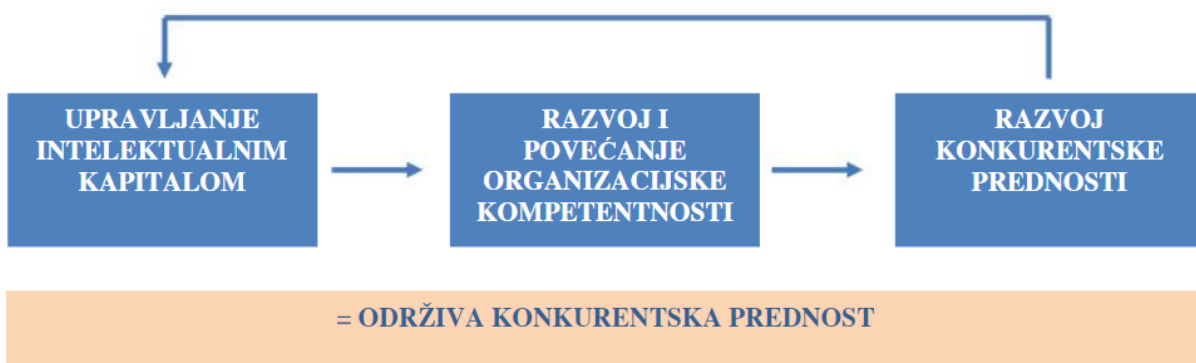 UPRAVLJANJE
INTELEKTUALNIM
KAPITALOM
RAZVOJ I
POVEĆANJE
ORGANIZACIJSKE
KOMPETENTNOSTI
RAZVOJ
KONKURENTSKE
PREDNOSTI
= ODRŽIVA KONKURENTSKA PREDNOST